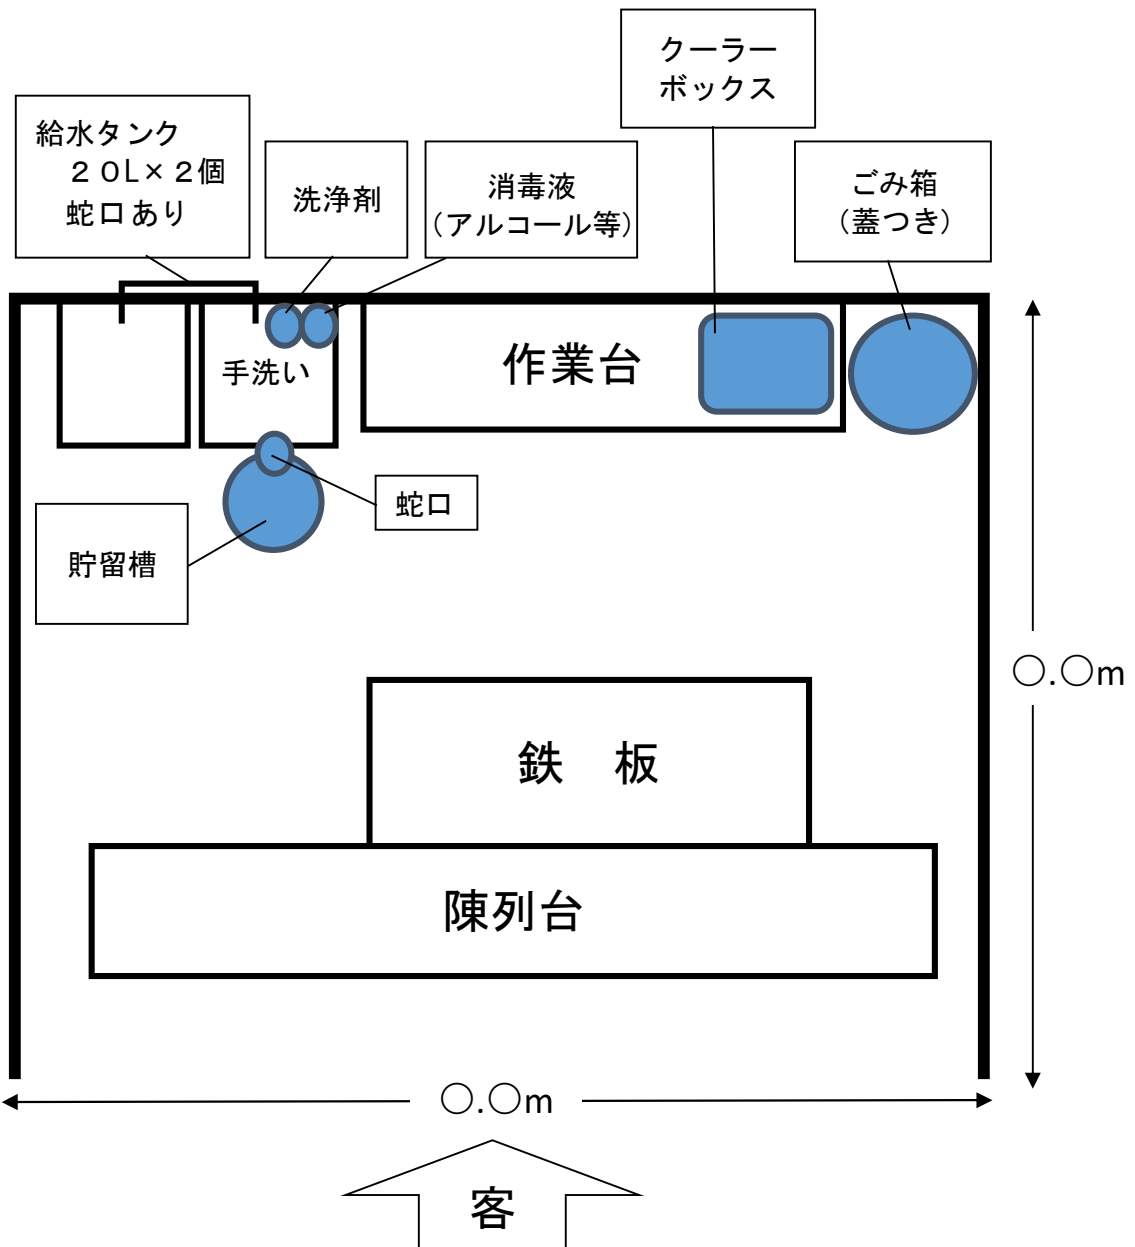 クーラー
ボックス
給水タンク
２０L×２個
蛇口あり
洗浄剤
消毒液
（アルコール等）
ごみ箱
（蓋つき）
手洗い
作業台
蛇口
貯留槽
○.○m
鉄　板
陳列台
○.○m
客